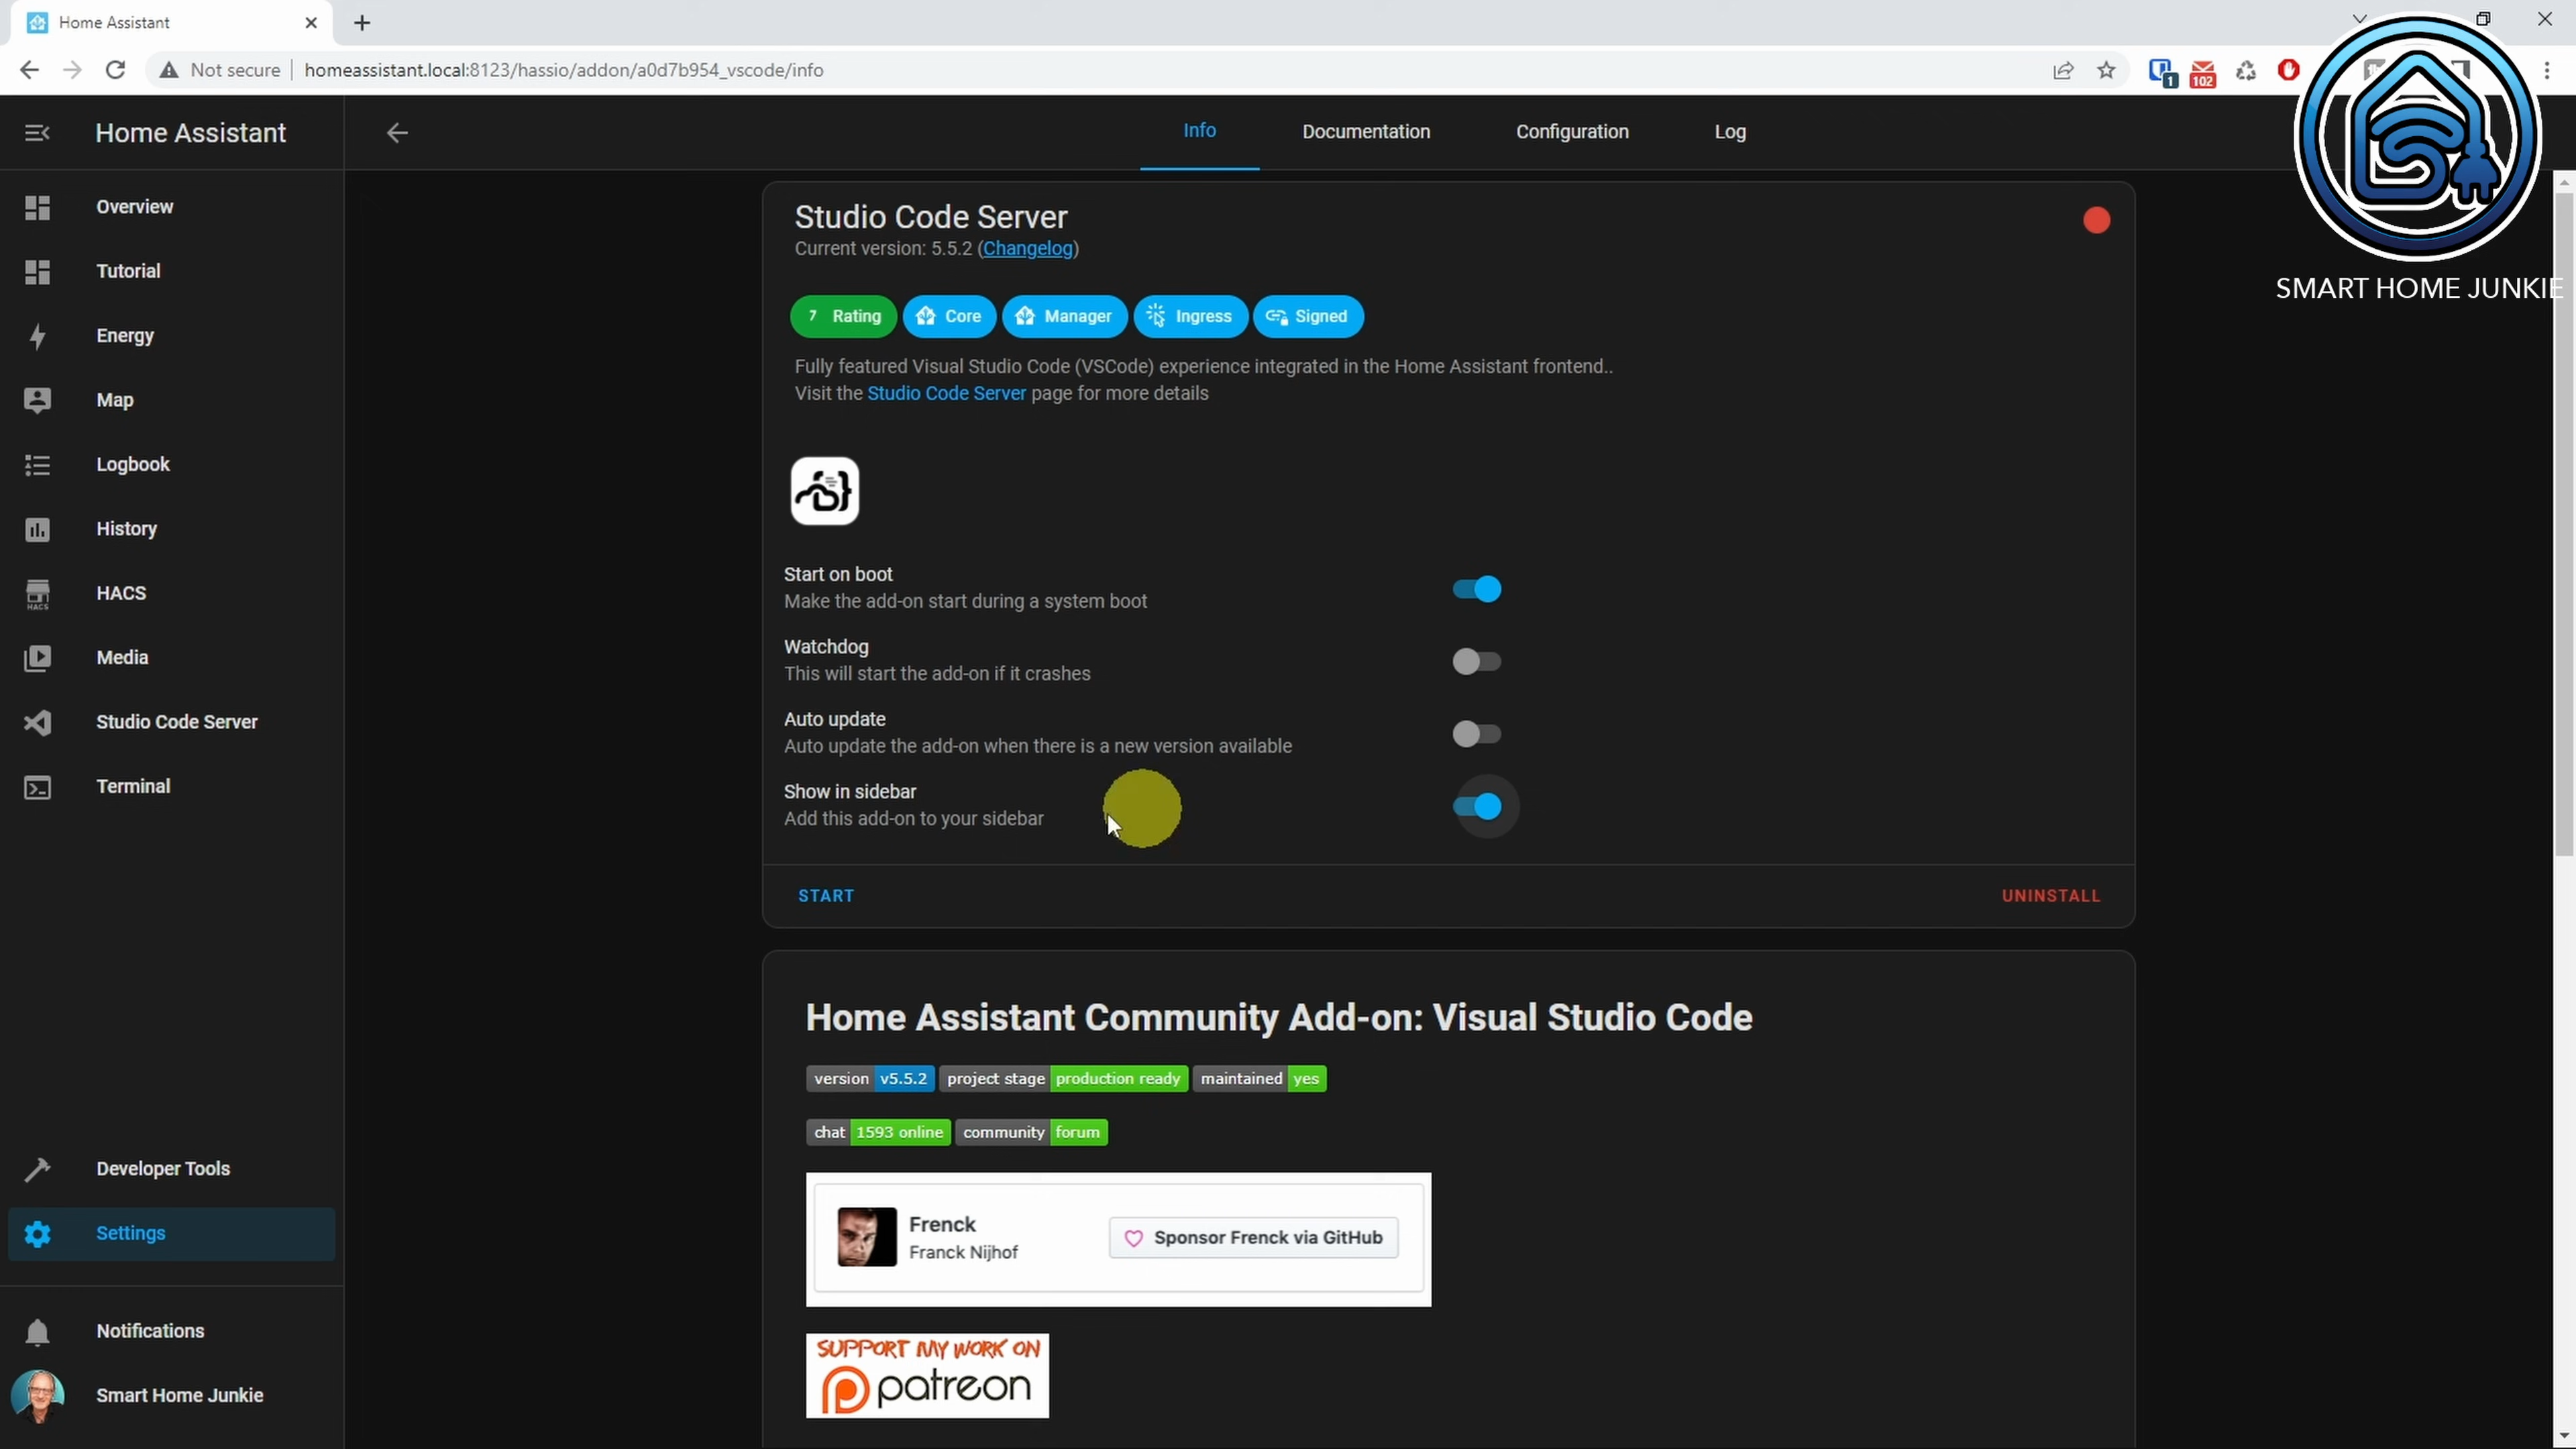 Home Assistant
Not secure
homeassistant.local:8123/hassio/addon/a0d7b954_vscode/info
1
102
SMART HOME JUNKIE
Home Assistant
Overview
Tutorial
Energy
Map
Logbook
History
HACS
HACS
Media
Studio Code Server
Terminal
Developer Tools
Settings
Notifications
Smart Home Junkie
Info
Documentation
Configuration
Log
Studio Code Server
Current version: 5.5.2 (Changelog)
7 Rating
Core
Manager
Ingress
Signed
Fully featured Visual Studio Code (VSCode) experience integrated in the Home Assistant frontend..
Visit the Studio Code Server page for more details
Start on boot
Make the add-on start during a system boot
Watchdog
This will start the add-on if it crashes
Auto update
Auto update the add-on when there is a new version available
Show in sidebar
Add this add-on to your sidebar
START
UNINSTALL
Home Assistant Community Add-on: Visual Studio Code
version v5.5.2 project stage production ready maintained yes
chat 1593 online community forum
Frenck
Franck Nijhof
Sponsor Frenck via GitHub
SUPPORT MY WORK ON
patreon